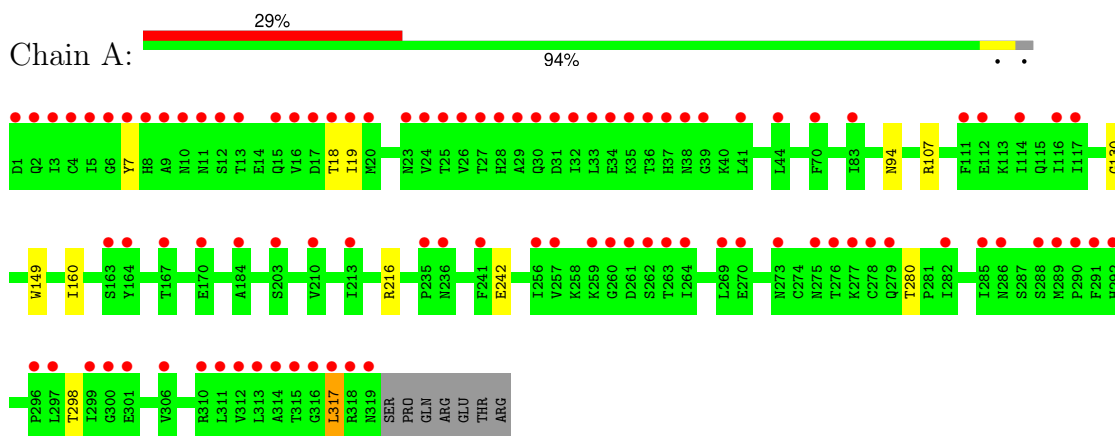 29%
Chain A:
94%
D1 Q2 I3 C4 I5 G6 Y7 H8 A9 N10 N11 S12 T13 E14 Q15 V16 D17 T18 I19 M20 N23 V24 T25 V26 T27 H28 A29 Q30 D31 I32 L33 E34 K35 T36 H37 N38 G39 K40 L41 L44 F70 I83 N94 R107 F111 E112 K113 I114 Q115 I116 I117 G130
W149 I160 S163 Y164 T167 E170 A184 S203 V210 I213 R216 P235 N236 F241 E242 I256 V257 K258 K259 G260 D261 S262 T263 I264 L269 E270 N273 C274 N275 T276 K277 C278 Q279 T280 P281 I282 I285 N286 S287 S288 M289 P290 F291
P296 L297 T298 I299 G300 E301 V306 R310 L311 V312 L313 A314 T315 G316 L317 R318 N319 SER PRO GLN ARG GLU THR ARG